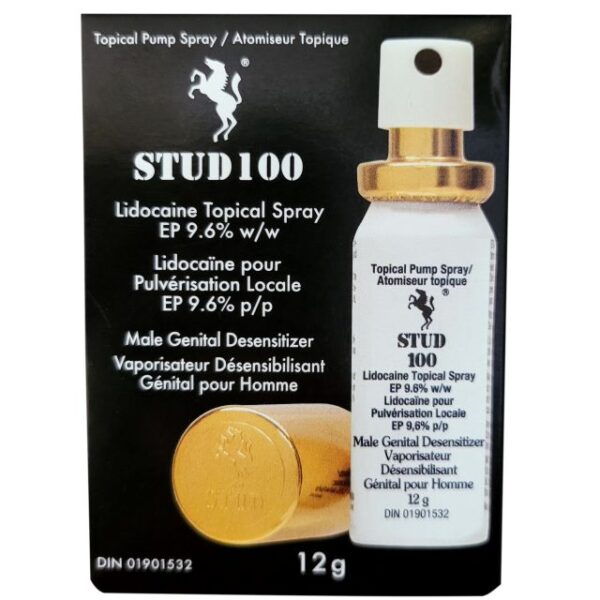 Topical Pump Spray / Atomiseur Topique
®
STUD 100
Lidocaine Topical Spray
EP 9.6% w/w
Lidocaïne pour
Pulvérisation Locale
EP 9.6% p/p
Male Genital Desensitizer
Vaporisateur Désensibilisant
Génital pour Homme
STUD
DIN 01901532
12g
Topical Pump Spray/
Atomiseur topique
®
STUD
100
Lidocaine Topical Spray
EP 9.6% w/w
Lidocaïne pour
Pulvérisation Locale
EP 9,6% p/p
Male Genital Desensitizer
Vaporisateur
Désensibilisant
Génital pour Homme
12 g
DIN 01901532